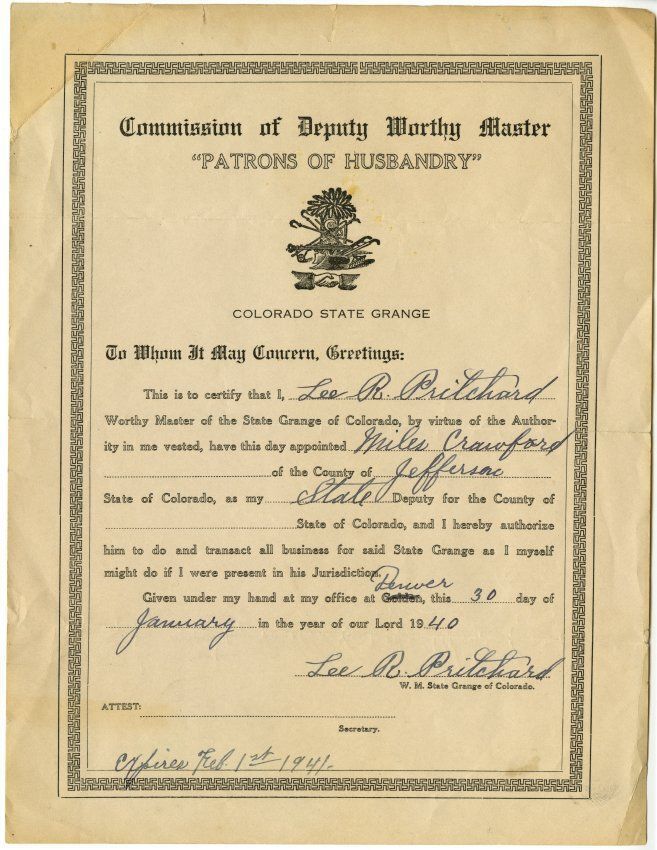 Commission of Deputy Worthy Master
"PATRONS OF HUSBANDRY"
COLORADO STATE GRANGE
To Whom It May Concern, Greetings:
This is to certify that I, Lee R. Pritchard
Worthy Master of the State Grange of Colorado, by virtue of the Author-
ity in me vested, have this day appointed Miles Crawford
of the County of Jefferson
State of Colorado, as my State Deputy for the County of
State of Colorado, and I hereby authorize
him to do and transact all business for said State Grange as I myself
might do if I were present in his Jurisdiction.
Denver
Given under my hand at my office at Golden, this 30 day of
January in the year of our Lord 1940
Lee R. Pritchard
W. M. State Grange of Colorado.
ATTEST:
Secretary.
Expires Feb. 1st 1941-